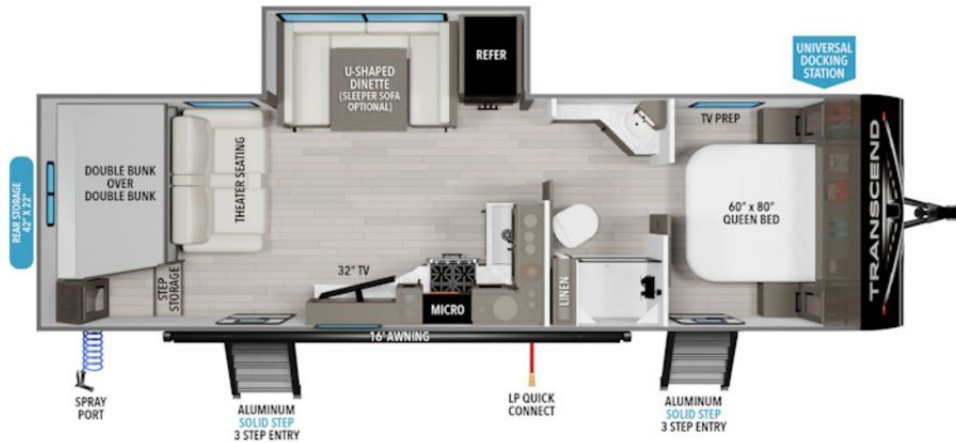 UNIVERSAL
DOCKING
STATION
REFER
U-SHAPED
DINETTE
(SLEEPER SOFA
OPTIONAL)
TV PREP
TRANSCEND
DOUBLE BUNK
OVER
DOUBLE BUNK
THEATER SEATING
REAR STORAGE
42" X 22"
60" x 80"
QUEEN BED
STEP
STORAGE
32" TV
MICRO
LINEN
16' AWNING
SPRAY
PORT
ALUMINUM
SOLID STEP
3 STEP ENTRY
LP QUICK
CONNECT
ALUMINUM
SOLID STEP
3 STEP ENTRY